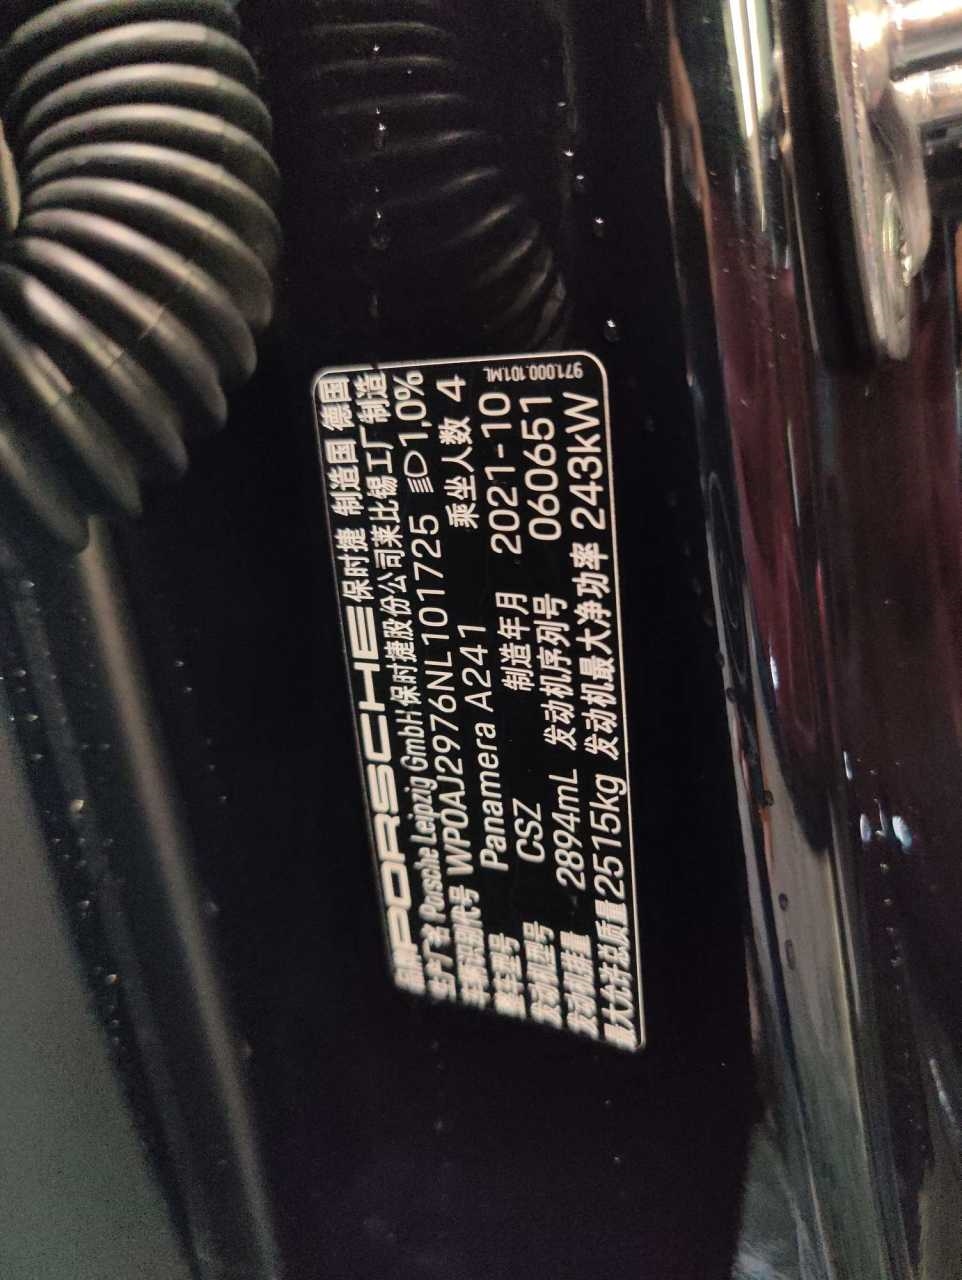 品牌 PORSCHE 保时捷 制造国 德国
生产厂名 Porsche Leipzig GmbH 保时捷股份公司莱比锡工厂 制造
车辆识别代号 WP0AJ2976NL101725 1,0%
整车型号 Panamera A241 乘坐人数 4
发动机型号 CSZ 制造年月 2021-10
发动机排量 2894mL 发动机序列号 060651
最大允许总质量 2515kg 发动机最大净功率 243kW
971.000.101.ML